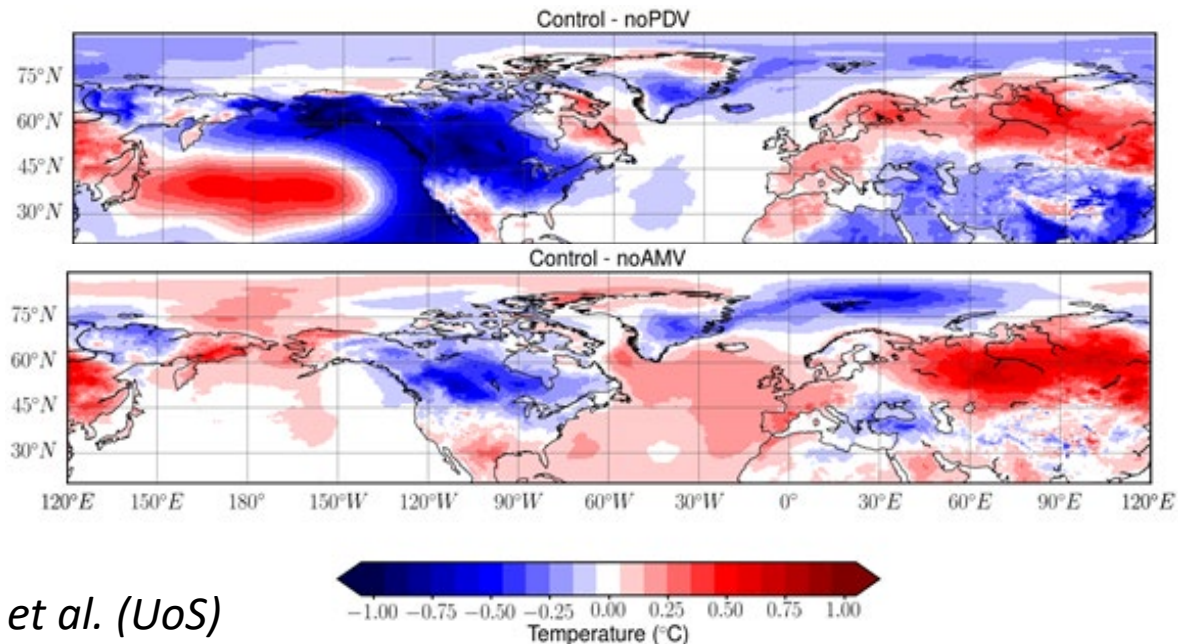 Control - noPDV
75°N
60°N
45°N
30°N
Control - noAMV
75°N
60°N
45°N
30°N
120°E 150°E 180° 150°W 120°W 90°W 60°W 30°W 0° 30°E 60°E 90°E 120°E
−1.00 −0.75 −0.50 −0.25 0.00 0.25 0.50 0.75 1.00
Temperature (°C)
et al. (UoS)